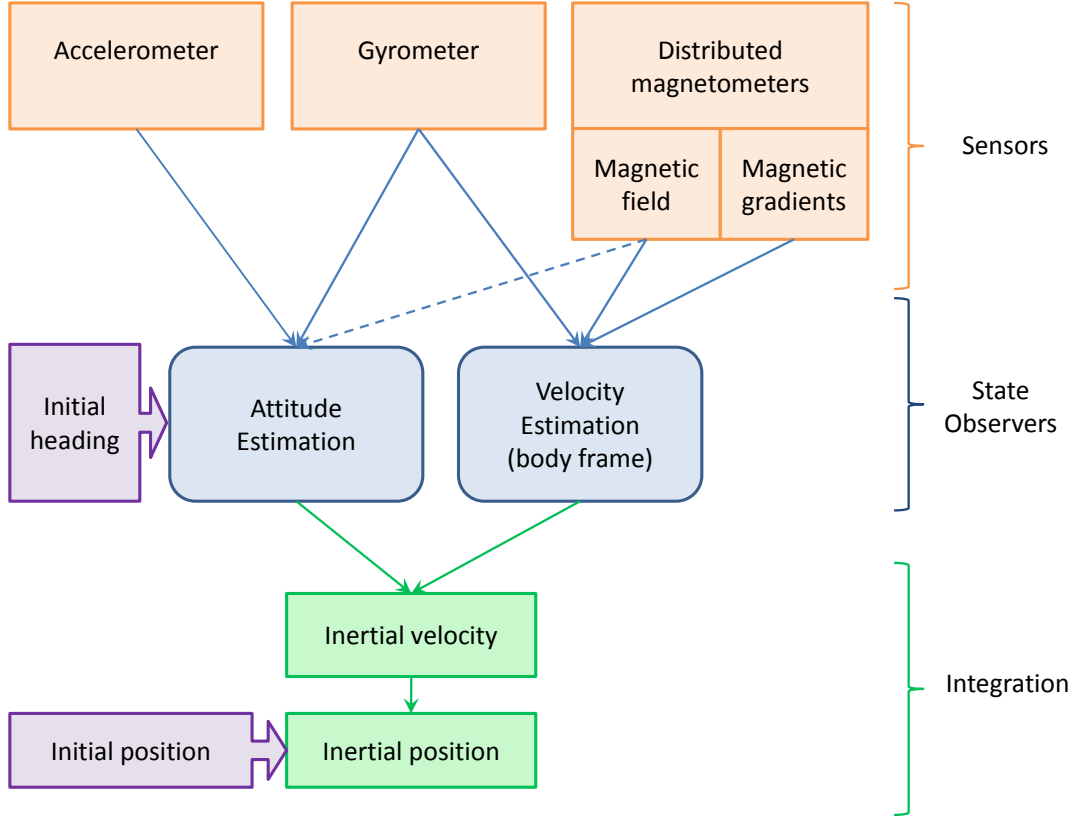 Accelerometer
Gyrometer
Distributed
magnetometers
Magnetic
field
Magnetic
gradients
Sensors
Initial
heading
Attitude
Estimation
Velocity
Estimation
(body frame)
State
Observers
Inertial velocity
Integration
Initial position
Inertial position